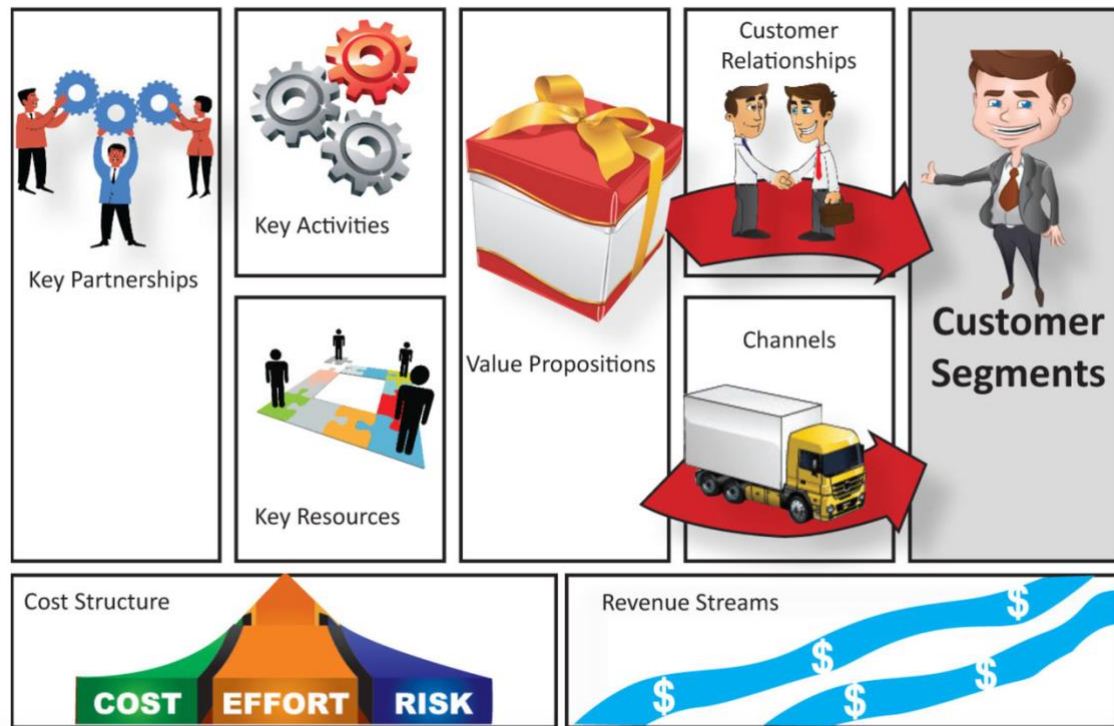 Key Partnerships
Key Activities
Key Resources
Value Propositions
Customer
Relationships
Channels
Customer
Segments
Cost Structure
COST EFFORT RISK
Revenue Streams
$ $ $
$ $